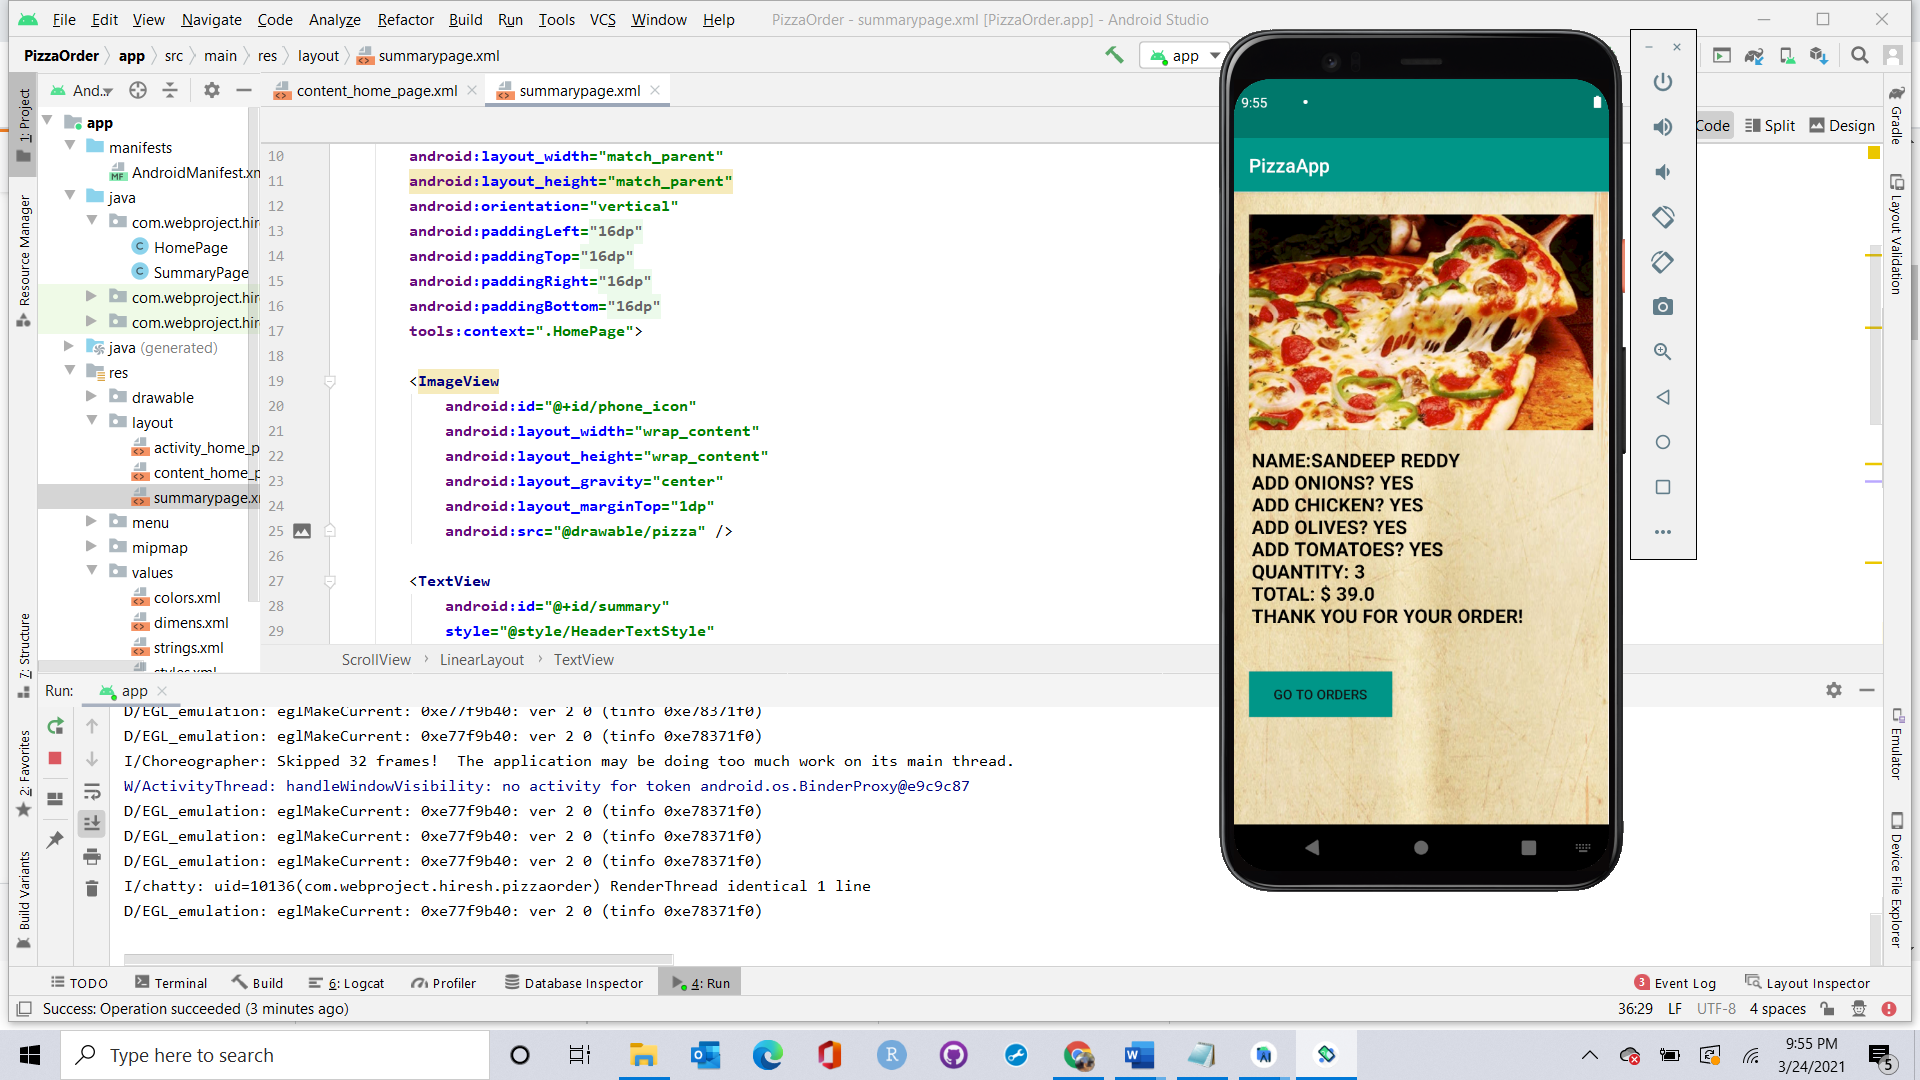 File Edit View Navigate Code Analyze Refactor Build Run Tools VCS Window Help PizzaOrder - summarypage.xml [PizzaOrder.app] - Android Studio
PizzaOrder app src main res layout summarypage.xml app
And.. content_home_page.xml summarypage.xml
Code Split Design
1: Project
Resource Manager
7: Structure
2: Favorites
Build Variants
app
manifests
AndroidManifest.xm
java
com.webproject.hir
HomePage
SummaryPage
com.webproject.hir
com.webproject.hir
java (generated)
res
drawable
layout
activity_home_p
content_home_p
summarypage.x
menu
mipmap
values
colors.xml
dimens.xml
strings.xml
styles.xml
10 android:layout_width="match_parent"
11 android:layout_height="match_parent"
12 android:orientation="vertical"
13 android:paddingLeft="16dp"
14 android:paddingTop="16dp"
15 android:paddingRight="16dp"
16 android:paddingBottom="16dp"
17 tools:context=".HomePage">
18
19 <ImageView
20 android:id="@+id/phone_icon"
21 android:layout_width="wrap_content"
22 android:layout_height="wrap_content"
23 android:layout_gravity="center"
24 android:layout_marginTop="1dp"
25 android:src="@drawable/pizza" />
26
27 <TextView
28 android:id="@+id/summary"
29 style="@style/HeaderTextStyle"
ScrollView LinearLayout TextView
9:55
PizzaApp
NAME:SANDEEP REDDY
ADD ONIONS? YES
ADD CHICKEN? YES
ADD OLIVES? YES
ADD TOMATOES? YES
QUANTITY: 3
TOTAL: $ 39.0
THANK YOU FOR YOUR ORDER!
GO TO ORDERS
Gradle
Layout Validation
Emulator
Device File Explorer
Run: app
D/EGL_emulation: eglMakeCurrent: 0xe77f9b40: ver 2 0 (tinfo 0xe78371f0)
D/EGL_emulation: eglMakeCurrent: 0xe77f9b40: ver 2 0 (tinfo 0xe78371f0)
I/Choreographer: Skipped 32 frames!  The application may be doing too much work on its main thread.
W/ActivityThread: handleWindowVisibility: no activity for token android.os.BinderProxy@e9c9c87
D/EGL_emulation: eglMakeCurrent: 0xe77f9b40: ver 2 0 (tinfo 0xe78371f0)
D/EGL_emulation: eglMakeCurrent: 0xe77f9b40: ver 2 0 (tinfo 0xe78371f0)
D/EGL_emulation: eglMakeCurrent: 0xe77f9b40: ver 2 0 (tinfo 0xe78371f0)
I/chatty: uid=10136(com.webproject.hiresh.pizzaorder) RenderThread identical 1 line
D/EGL_emulation: eglMakeCurrent: 0xe77f9b40: ver 2 0 (tinfo 0xe78371f0)
TODO Terminal Build 6: Logcat Profiler Database Inspector 4: Run 3 Event Log Layout Inspector
Success: Operation succeeded (3 minutes ago) 36:29 LF UTF-8 4 spaces
Type here to search
9:55 PM
3/24/2021
5